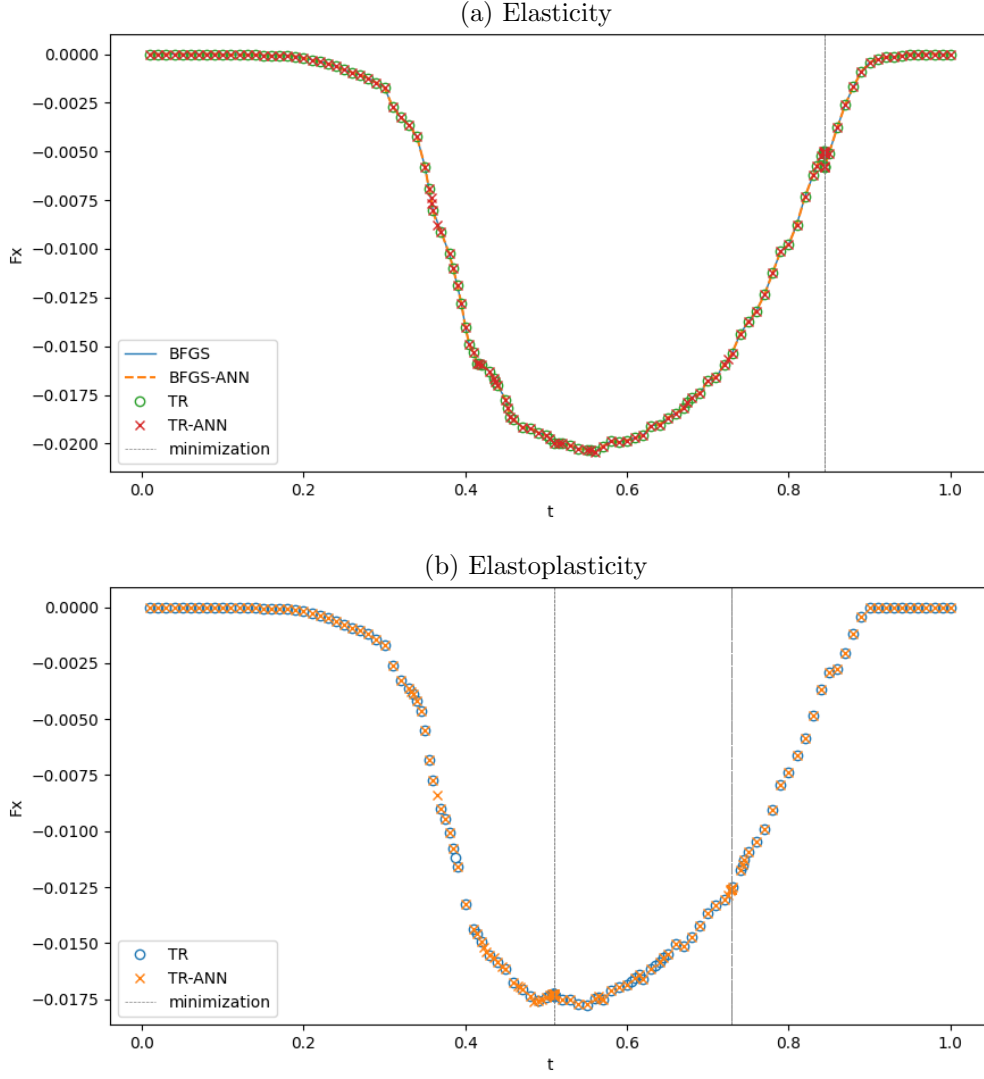 (a) Elasticity
0.0000
−0.0025
−0.0050
−0.0075
−0.0100
−0.0125
−0.0150
−0.0175
−0.0200
Fx
BFGS
BFGS-ANN
TR
TR-ANN
minimization
0.0 0.2 0.4 0.6 0.8 1.0
t
(b) Elastoplasticity
0.0000
−0.0025
−0.0050
−0.0075
−0.0100
−0.0125
−0.0150
−0.0175
Fx
TR
TR-ANN
minimization
0.0 0.2 0.4 0.6 0.8 1.0
t